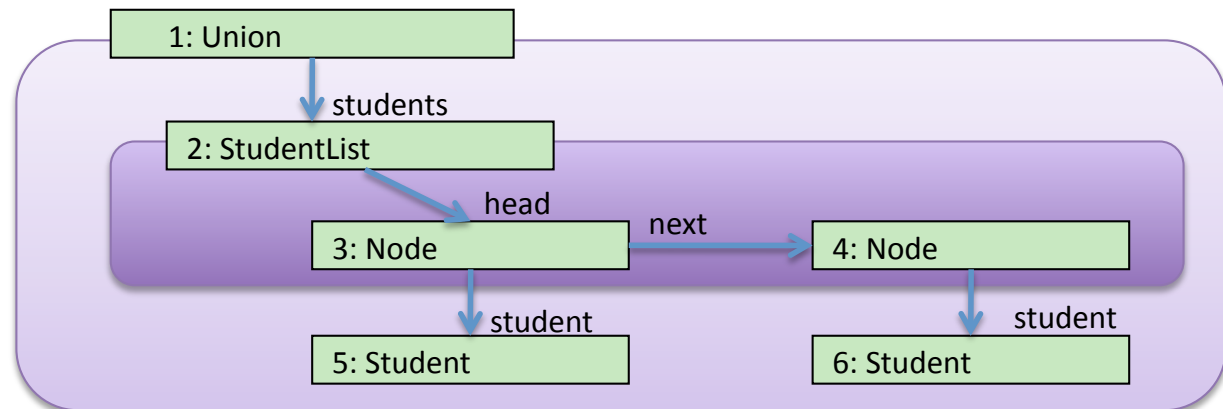 1: Union
students
2: StudentList
head
next
3: Node
4: Node
student
student
5: Student
6: Student